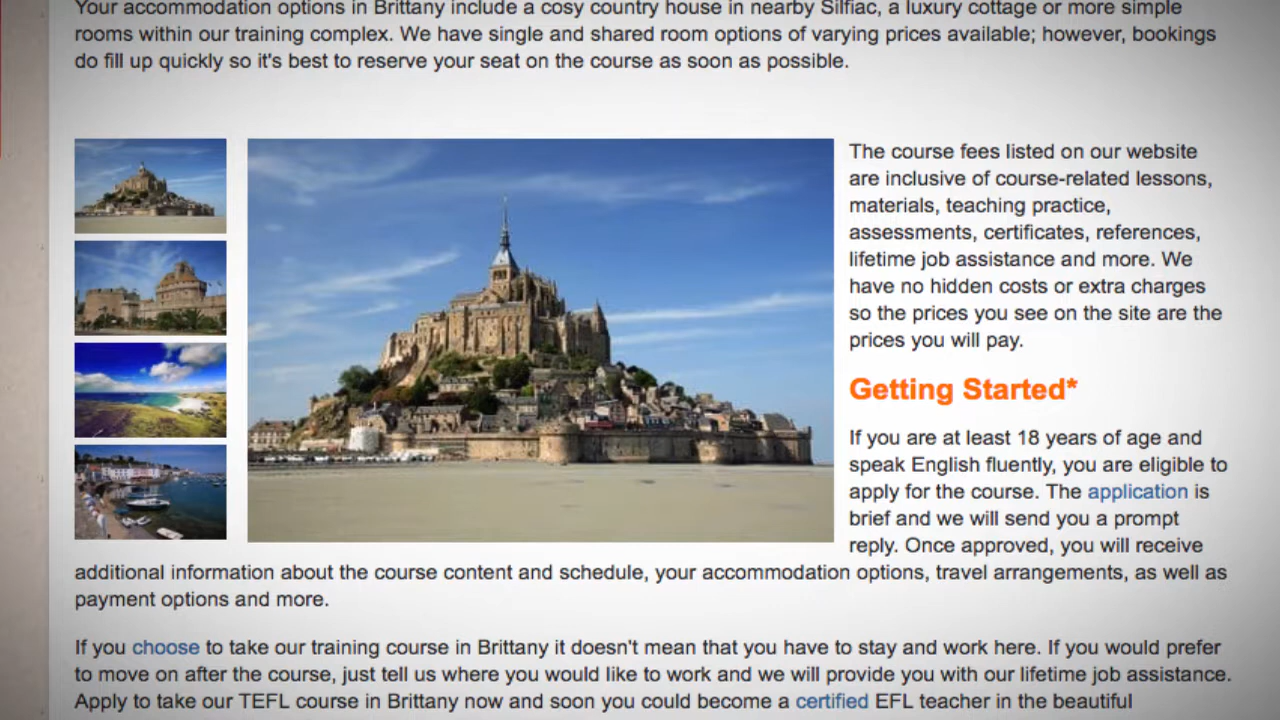 Your accommodation options in Brittany include a cosy country house in nearby Silfiac, a luxury cottage or more simple
rooms within our training complex. We have single and shared room options of varying prices available; however, bookings
do fill up quickly so it's best to reserve your seat on the course as soon as possible.
The course fees listed on our website
are inclusive of course-related lessons,
materials, teaching practice,
assessments, certificates, references,
lifetime job assistance and more. We
have no hidden costs or extra charges
so the prices you see on the site are the
prices you will pay.
Getting Started*
If you are at least 18 years of age and
speak English fluently, you are eligible to
apply for the course. The application is
brief and we will send you a prompt
reply. Once approved, you will receive
additional information about the course content and schedule, your accommodation options, travel arrangements, as well as
payment options and more.
If you choose to take our training course in Brittany it doesn't mean that you have to stay and work here. If you would prefer
to move on after the course, just tell us where you would like to work and we will provide you with our lifetime job assistance.
Apply to take our TEFL course in Brittany now and soon you could become a certified EFL teacher in the beautiful